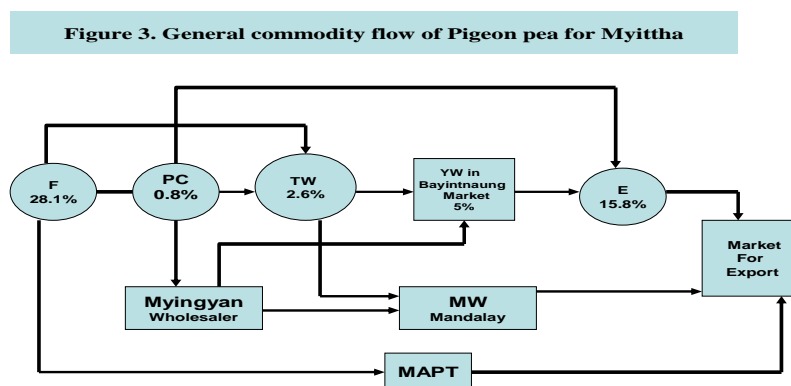 Figure 3. General commodity flow of Pigeon pea for Myittha
F
28.1%
PC
0.8%
TW
2.6%
YW in
Bayintnaung
Market
5%
E
15.8%
Market
For
Export
Myingyan
Wholesaler
MW
Mandalay
MAPT